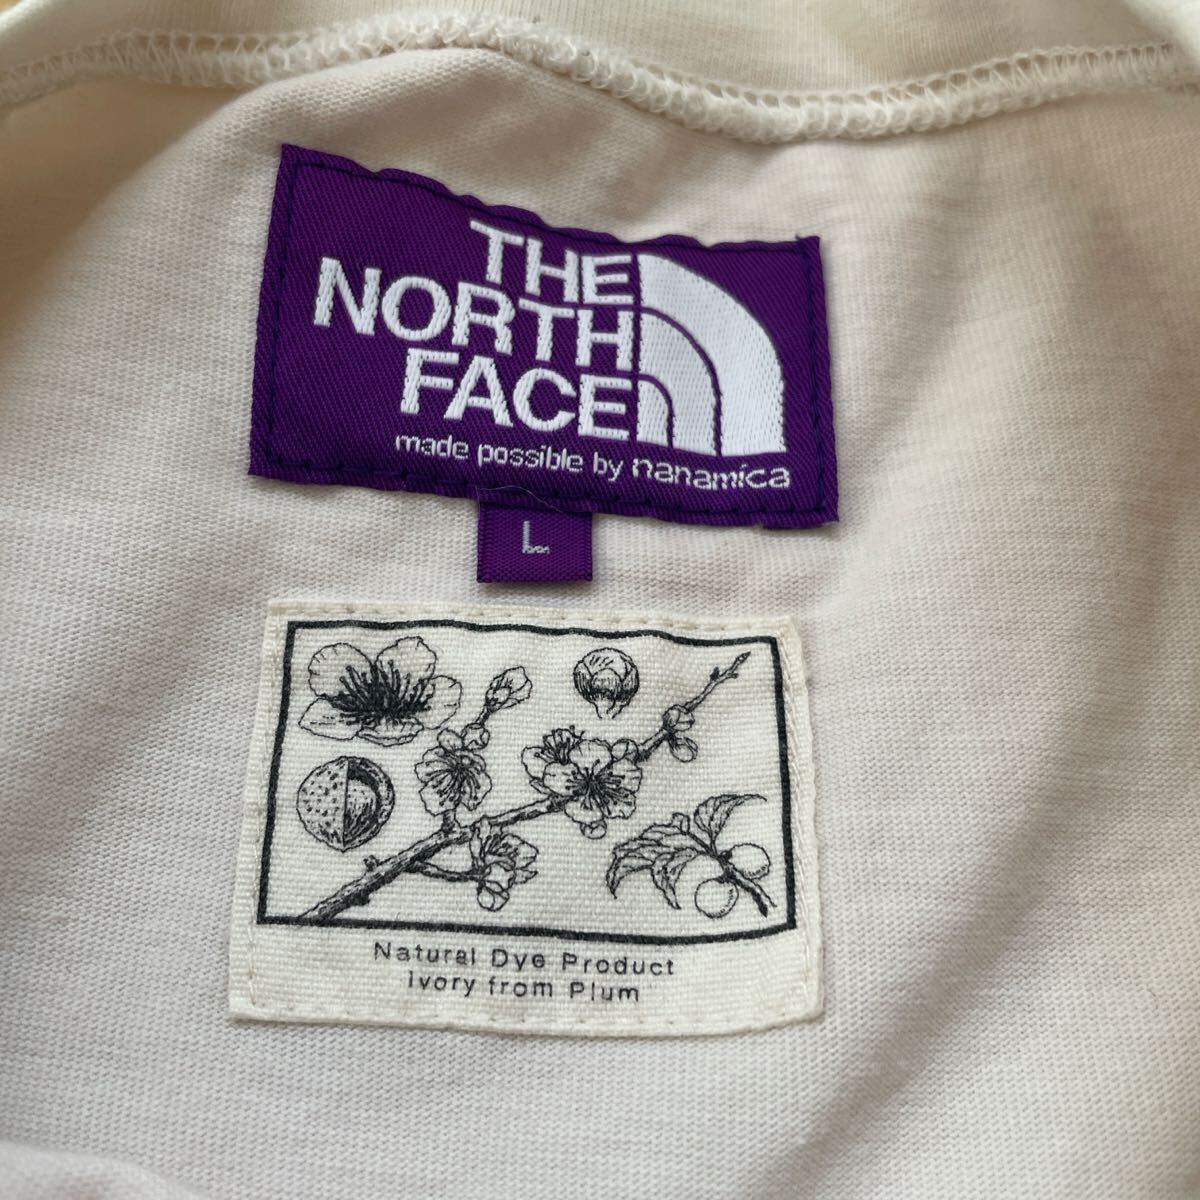 THE
NORTH
FACE
made possible by nanamica
L
Natural Dye Product
Ivory from Plum